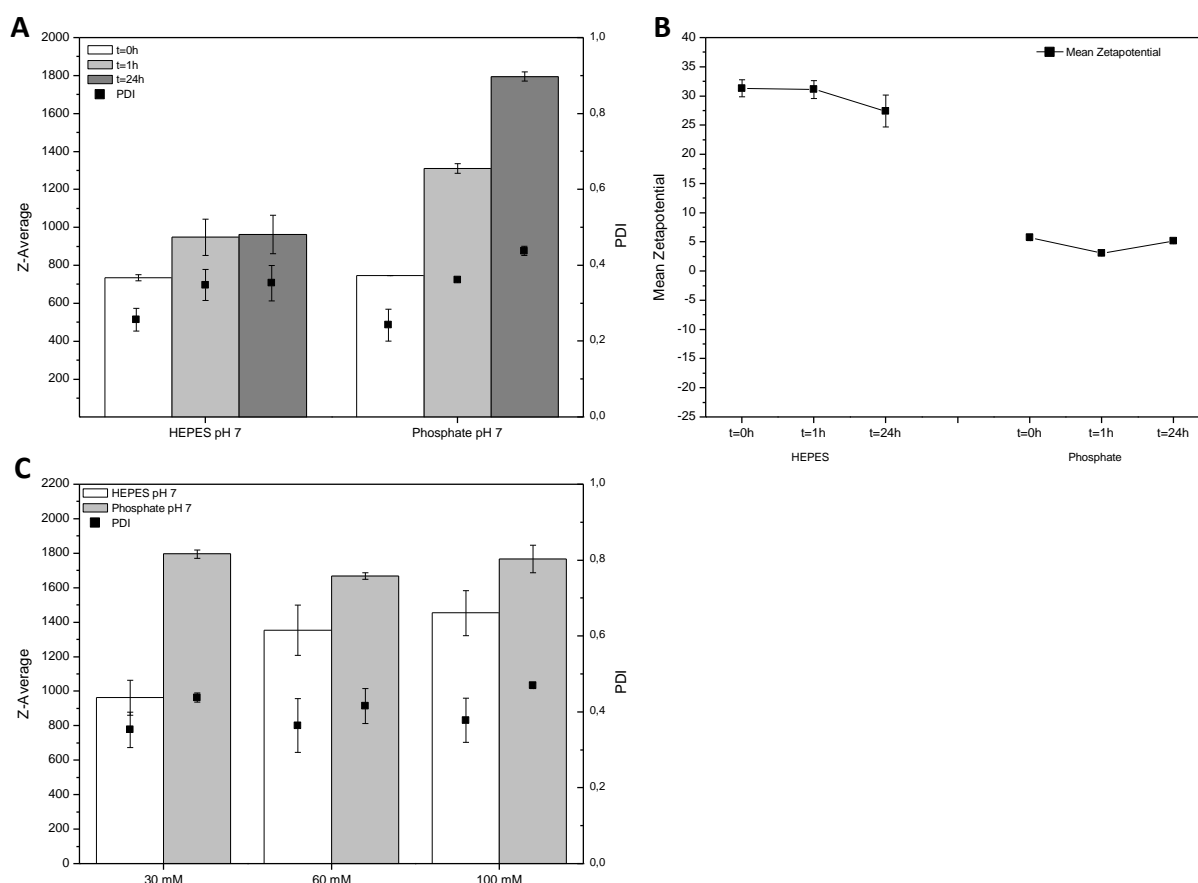 A
t=0h
t=1h
t=24h
PDI
2000
1800
1600
1400
1200
1000
800
600
400
200
Z-Average
1,0
0,8
0,6
0,4
0,2
0,0
PDI
HEPES pH 7
Phosphate pH 7
B
Mean Zetapotential
40
35
30
25
20
15
10
5
0
-5
-10
-15
-20
-25
Mean Zetapotential
t=0h
t=1h
t=24h
t=0h
t=1h
t=24h
HEPES
Phosphate
C
HEPES pH 7
Phosphate pH 7
PDI
2200
2000
1800
1600
1400
1200
1000
800
600
400
200
0
Z-Average
1,0
0,8
0,6
0,4
0,2
0,0
PDI
30 mM
60 mM
100 mM